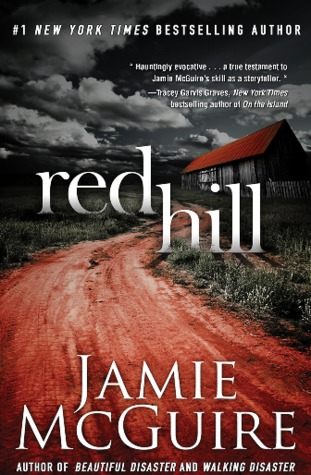 #1 NEW YORK TIMES BESTSELLING AUTHOR
"Hauntingly evocative . . . a true testament to
Jamie McGuire's skill as a storyteller."
—Tracey Garvis Graves, New York Times
bestselling author of On the Island
red
hill
JAMIE
MCGUIRE
AUTHOR OF BEAUTIFUL DISASTER AND WALKING DISASTER